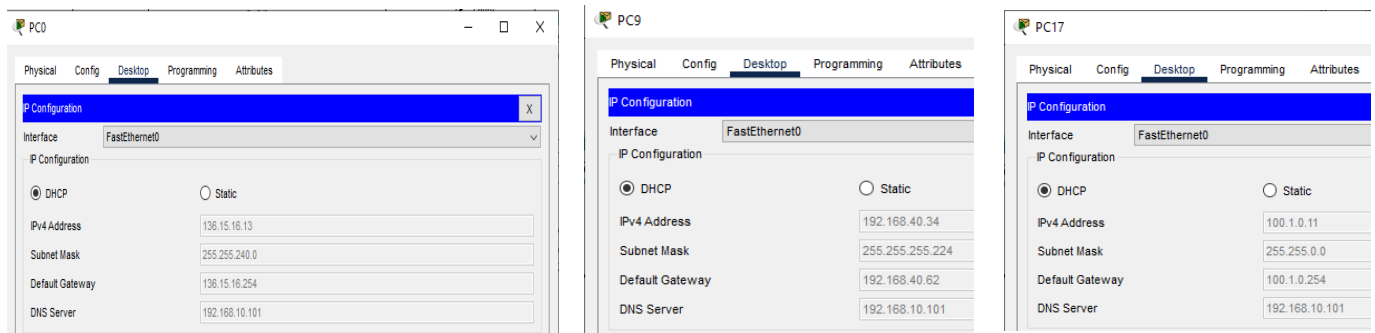 PC0
Physical Config Desktop Programming Attributes
IP Configuration X
Interface FastEthernet0
IP Configuration
DHCP Static
IPv4 Address 136.15.16.13
Subnet Mask 255.255.240.0
Default Gateway 136.15.16.254
DNS Server 192.168.10.101
PC9
Physical Config Desktop Programming Attributes
IP Configuration
Interface FastEthernet0
IP Configuration
DHCP Static
IPv4 Address 192.168.40.34
Subnet Mask 255.255.255.224
Default Gateway 192.168.40.62
DNS Server 192.168.10.101
PC17
Physical Config Desktop Programming Attributes
IP Configuration
Interface FastEthernet0
IP Configuration
DHCP Static
IPv4 Address 100.1.0.11
Subnet Mask 255.255.0.0
Default Gateway 100.1.0.254
DNS Server 192.168.10.101